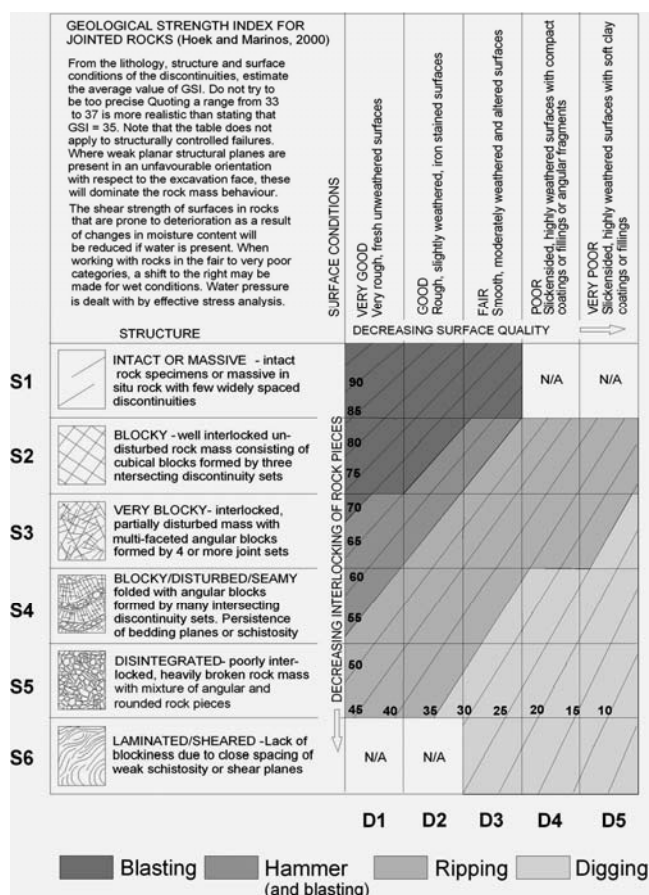 GEOLOGICAL STRENGTH INDEX FOR
JOINTED ROCKS (Hoek and Marinos, 2000)
From the lithology, structure and surface
conditions of the discontinuities, estimate
the average value of GSI. Do not try to
be too precise Quoting a range from 33
to 37 is more realistic than stating that
GSI = 35. Note that the table does not
apply to structurally controlled failures.
Where weak planar structural planes are
present in an unfavourable orientation
with respect to the excavation face, these
will dominate the rock mass behaviour.
The shear strength of surfaces in rocks
that are prone to deterioration as a result
of changes in moisture content will
be reduced if water is present. When
working with rocks in the fair to very poor
categories, a shift to the right may be
made for wet conditions. Water pressure
is dealt with by effective stress analysis.
STRUCTURE
SURFACE CONDITIONS
VERY GOOD
Very rough, fresh unweathered surfaces
GOOD
Rough, slightly weathered, iron stained surfaces
FAIR
Smooth, moderately weathered and altered surfaces
POOR
Slickensided, highly weathered surfaces with compact
coatings or fillings or angular fragments
VERY POOR
Slickensided, highly weathered surfaces with soft clay
coatings or fillings
DECREASING SURFACE QUALITY
DECREASING INTERLOCKING OF ROCK PIECES
S1
INTACT OR MASSIVE - intact
rock specimens or massive in
situ rock with few widely spaced
discontinuities
90
85
N/A
N/A
S2
BLOCKY - well interlocked un-
disturbed rock mass consisting of
cubical blocks formed by three
ntersecting discontinuity sets
80
75
S3
VERY BLOCKY- interlocked,
partially disturbed mass with
multi-faceted angular blocks
formed by 4 or more joint sets
70
65
S4
BLOCKY/DISTURBED/SEAMY
folded with angular blocks
formed by many intersecting
discontinuity sets. Persistence
of bedding planes or schistosity
60
55
S5
DISINTEGRATED- poorly inter-
locked, heavily broken rock mass
with mixture of angular and
rounded rock pieces
50
45 40 35 30 25 20 15 10
S6
LAMINATED/SHEARED -Lack of
blockiness due to close spacing of
weak schistosity or shear planes
N/A
N/A
D1 D2 D3 D4 D5
Blasting Hammer Ripping Digging
(and blasting)